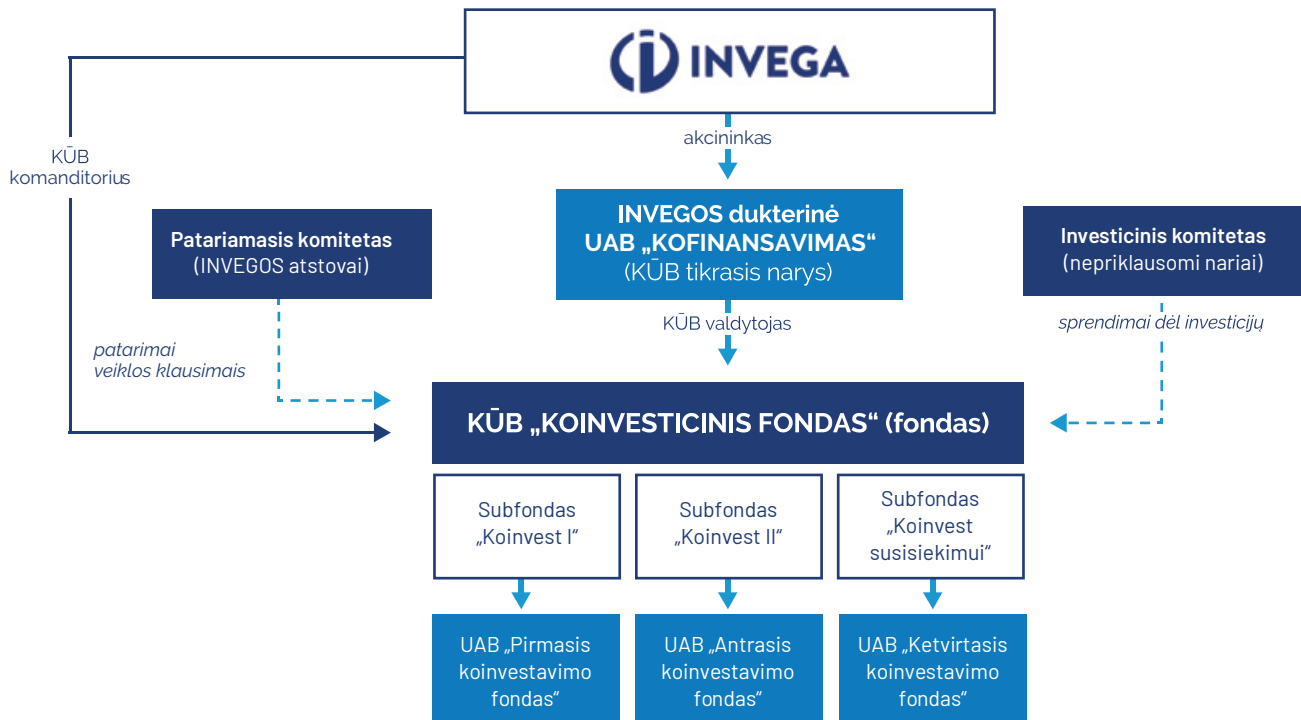 INVEGA
akcininkas
KŪB
komanditorius
INVEGOS dukterinė
UAB „KOFINANSAVIMAS“
(KŪB tikrasis narys)
Patariamasis komitetas
(INVEGOS atstovai)
Investicinis komitetas
(nepriklausomi nariai)
KŪB valdytojas
sprendimai dėl investicijų
patarimai
veiklos klausimais
KŪB „KOINVESTICINIS FONDAS“ (fondas)
Subfondas
„Koinvest I“
Subfondas
„Koinvest II“
Subfondas
„Koinvest
susisiekimui“
UAB „Pirmasis
koinvestavimo
fondas“
UAB „Antrasis
koinvestavimo
fondas“
UAB „Ketvirtasis
koinvestavimo
fondas“